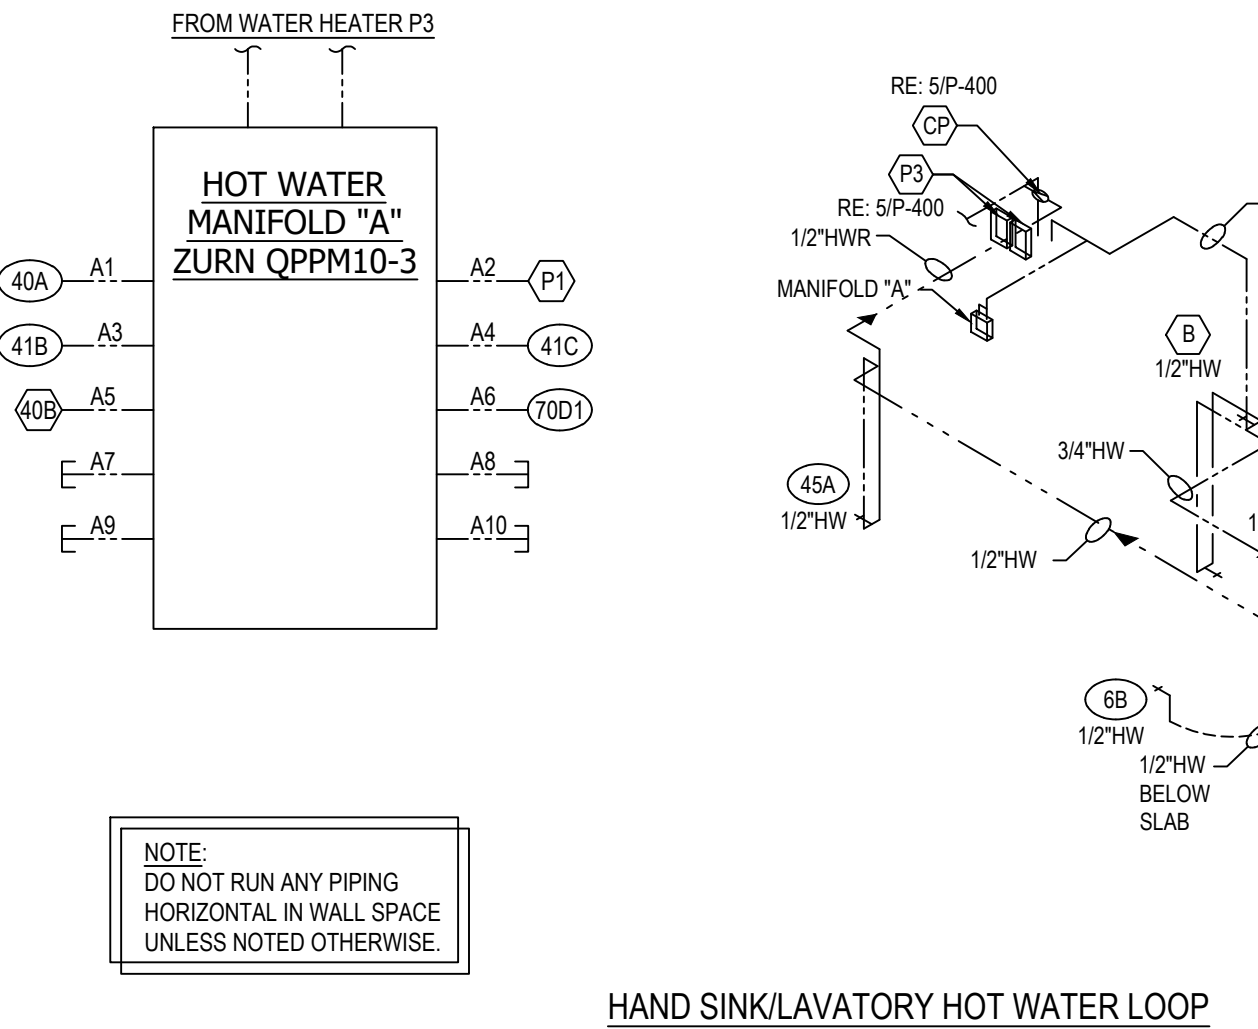 FROM WATER HEATER P3
HOT WATER
MANIFOLD "A"
ZURN QPPM10-3
40A
A1
A2
P1
41B
A3
A4
41C
40B
A5
A6
70D1
A7
A8
A9
A10
NOTE:
DO NOT RUN ANY PIPING
HORIZONTAL IN WALL SPACE
UNLESS NOTED OTHERWISE.
RE: 5/P-400
CP
P3
RE: 5/P-400
1/2"HWR
MANIFOLD "A"
B
1/2"HW
3/4"HW
45A
1/2"HW
1
1/2"HW
6B
1/2"HW
1/2"HW
BELOW
SLAB
HAND SINK/LAVATORY HOT WATER LOOP